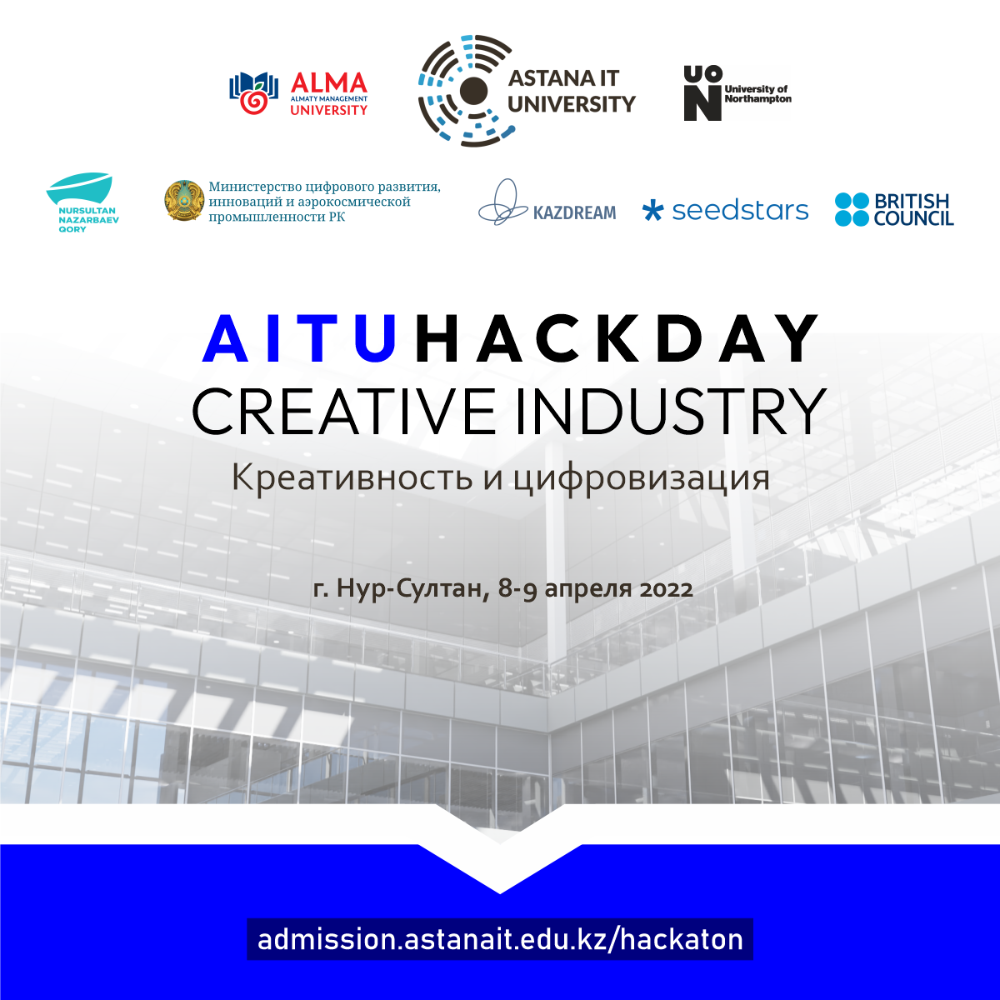 ALMA
ALMATY MANAGEMENT
UNIVERSITY
ASTANA IT
UNIVERSITY
UON
University of
Northampton
NURSULTAN
NAZARBAEV
QORY
Министерство цифрового развития,
инноваций и аэрокосмической
промышленности РК
KAZDREAM
seedstars
BRITISH
COUNCIL
AITUHACKDAY
CREATIVE INDUSTRY
Креативность и цифровизация
г. Нур-Султан, 8-9 апреля 2022
admission.astanait.edu.kz/hackaton